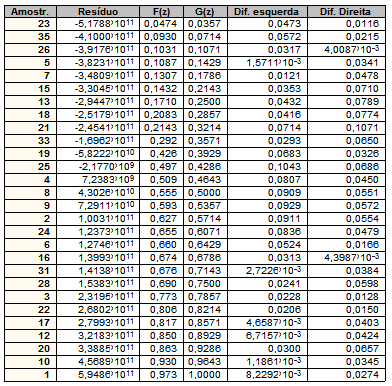 Amostr. Resíduo F(z) G(z) Dif. esquerda Dif. Direita
23 -5,1788×10¹¹ 0,0474 0,0357 0,0473 0,0116
35 -4,1000×10¹¹ 0,0930 0,0714 0,0572 0,0215
26 -3,9176×10¹¹ 0,1031 0,1071 0,0317 4,0087×10⁻³
5 -3,8231×10¹¹ 0,1087 0,1429 1,5711×10⁻³ 0,0341
7 -3,4809×10¹¹ 0,1307 0,1786 0,0121 0,0478
15 -3,3045×10¹¹ 0,1432 0,2143 0,0353 0,0710
13 -2,9447×10¹¹ 0,1710 0,2500 0,0432 0,0789
18 -2,5179×10¹¹ 0,2083 0,2857 0,0416 0,0774
21 -2,4541×10¹¹ 0,2143 0,3214 0,0714 0,1071
33 -1,6962×10¹¹ 0,292 0,3571 0,0293 0,0650
19 -5,8222×10¹⁰ 0,426 0,3929 0,0683 0,0326
25 -2,1770×10⁹ 0,497 0,4286 0,1043 0,0686
4 7,2383×10⁹ 0,509 0,4643 0,0807 0,0450
8 4,3026×10¹⁰ 0,555 0,5000 0,0909 0,0551
9 7,2911×10¹⁰ 0,593 0,5357 0,0929 0,0572
2 1,0031×10¹¹ 0,627 0,5714 0,0911 0,0554
24 1,2373×10¹¹ 0,655 0,6071 0,0836 0,0479
6 1,2746×10¹¹ 0,660 0,6429 0,0524 0,0166
16 1,3993×10¹¹ 0,674 0,6786 0,0313 4,3987×10⁻³
31 1,4138×10¹¹ 0,676 0,7143 2,7226×10⁻³ 0,0384
28 1,5383×10¹¹ 0,690 0,7500 0,0241 0,0598
3 2,3195×10¹¹ 0,773 0,7857 0,0228 0,0128
22 2,6802×10¹¹ 0,806 0,8214 0,0206 0,0150
17 2,7993×10¹¹ 0,817 0,8571 4,6587×10⁻³ 0,0403
12 3,2183×10¹¹ 0,850 0,8929 6,7157×10⁻³ 0,0424
20 3,3885×10¹¹ 0,863 0,9286 0,0300 0,0657
10 4,5689×10¹¹ 0,930 0,9643 1,1861×10⁻³ 0,0345
1 5,9486×10¹¹ 0,973 1,0000 8,2292×10⁻³ 0,0274